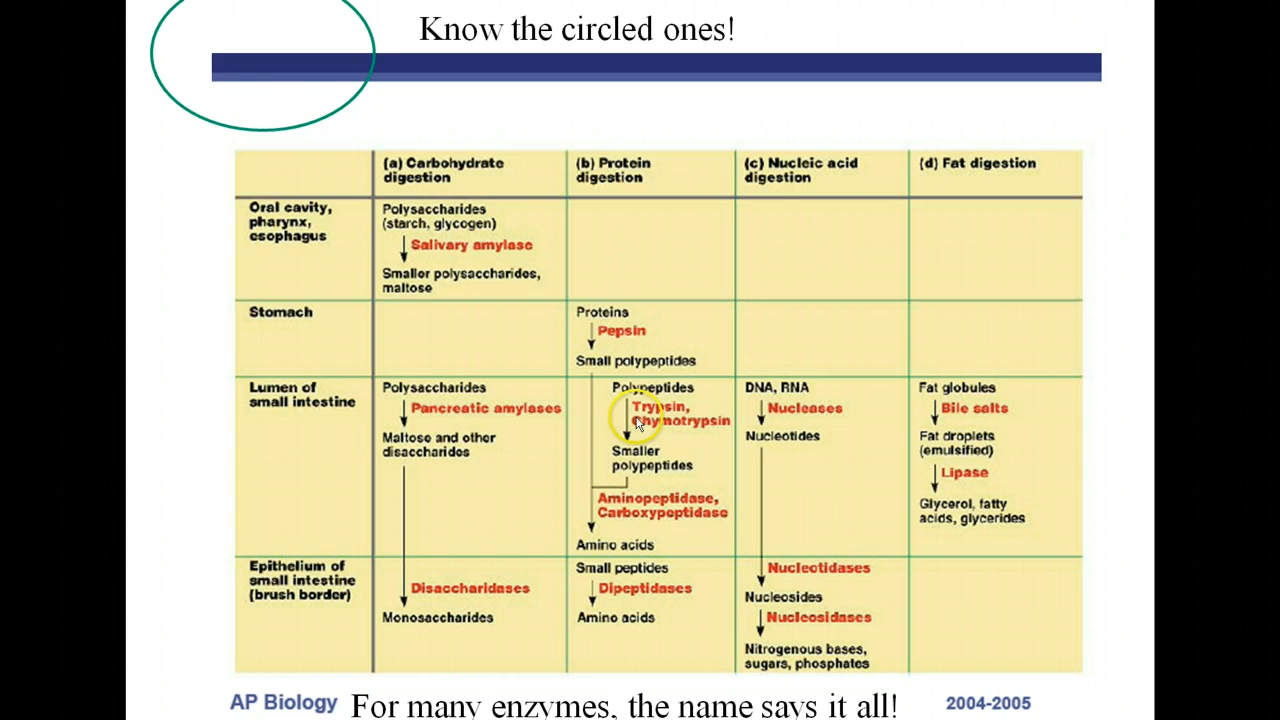 Know the circled ones!
(a) Carbohydrate
digestion
(b) Protein
digestion
(c) Nucleic acid
digestion
(d) Fat digestion
Oral cavity,
pharynx,
esophagus
Polysaccharides
(starch, glycogen)
Salivary amylase
Smaller polysaccharides,
maltose
Stomach
Proteins
Pepsin
Small polypeptides
Lumen of
small intestine
Polysaccharides
Pancreatic amylases
Maltose and other
disaccharides
Polypeptides
Trypsin,
Chymotrypsin
Smaller
polypeptides
Aminopeptidase,
Carboxypeptidase
Amino acids
DNA, RNA
Nucleases
Nucleotides
Fat globules
Bile salts
Fat droplets
(emulsified)
Lipase
Glycerol, fatty
acids, glycerides
Epithelium of
small intestine
(brush border)
Disaccharidases
Monosaccharides
Small peptides
Dipeptidases
Amino acids
Nucleotidases
Nucleosides
Nucleosidases
Nitrogenous bases,
sugars, phosphates
AP Biology
For many enzymes, the name says it all!
2004-2005